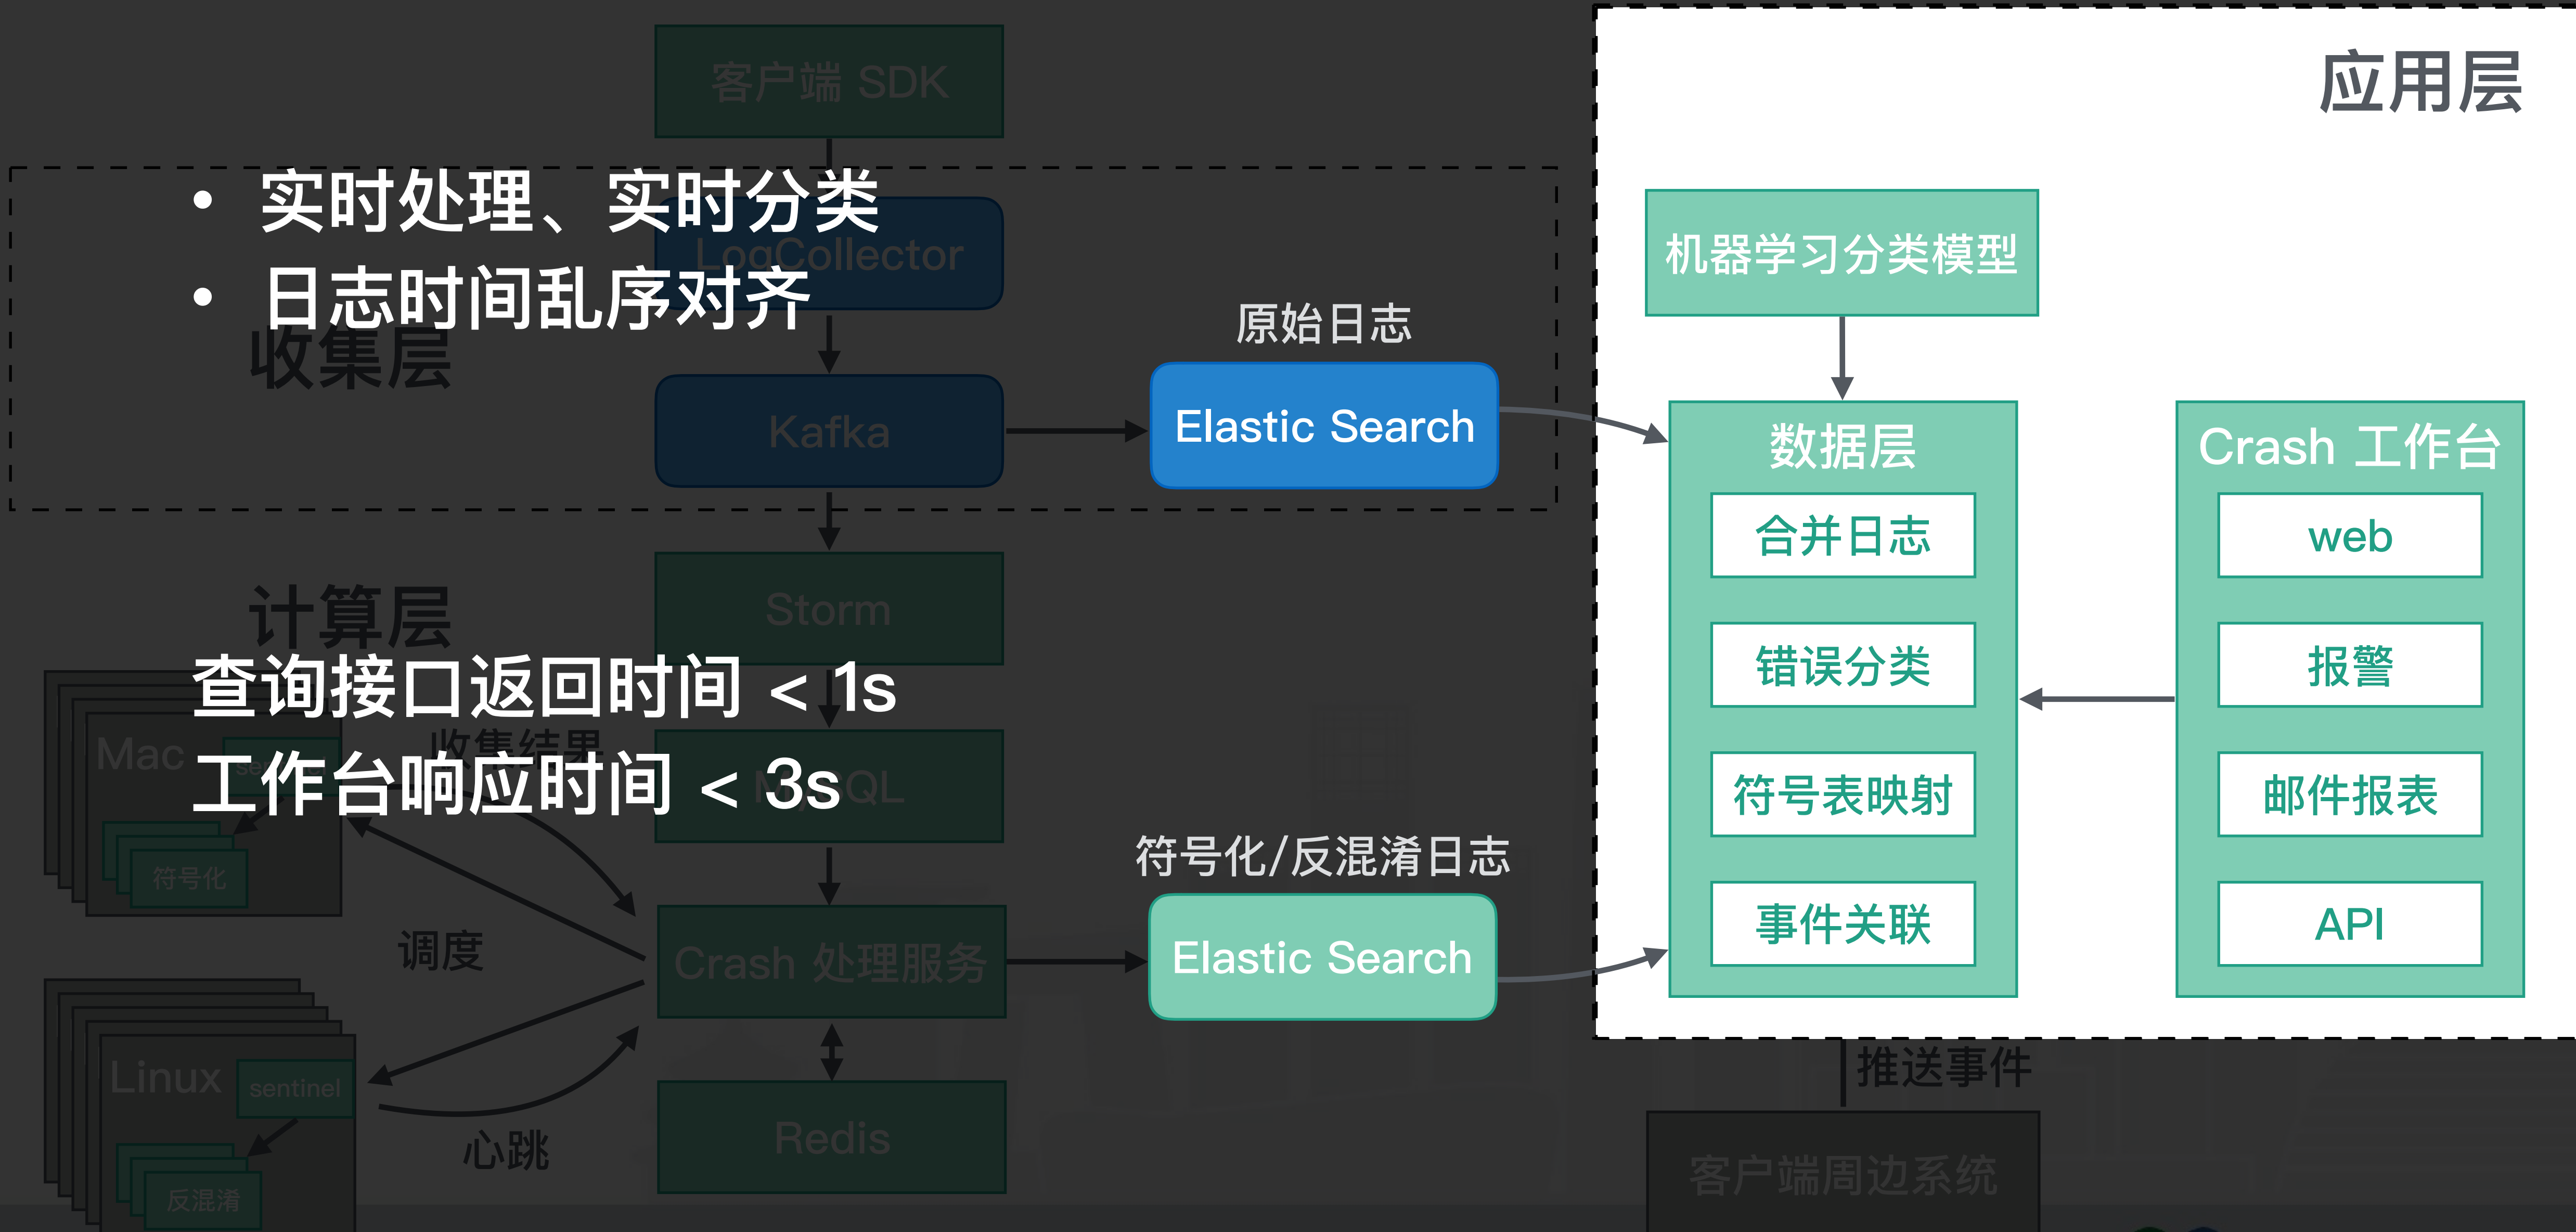 客户端 SDK
应用层
• 实时处理、实时分类
LogCollector
• 日志时间乱序对齐
收集层
Kafka
原始日志
Elastic Search
机器学习分类模型
数据层
合并日志
错误分类
符号表映射
事件关联
Crash 工作台
web
报警
邮件报表
API
计算层
Storm
查询接口返回时间 < 1s
工作台响应时间 < 3s
收集结果
MySQL
Mac
sentinel
符号化
调度
Crash 处理服务
符号化/反混淆日志
Elastic Search
Linux
sentinel
反混淆
心跳
Redis
推送事件
客户端周边系统